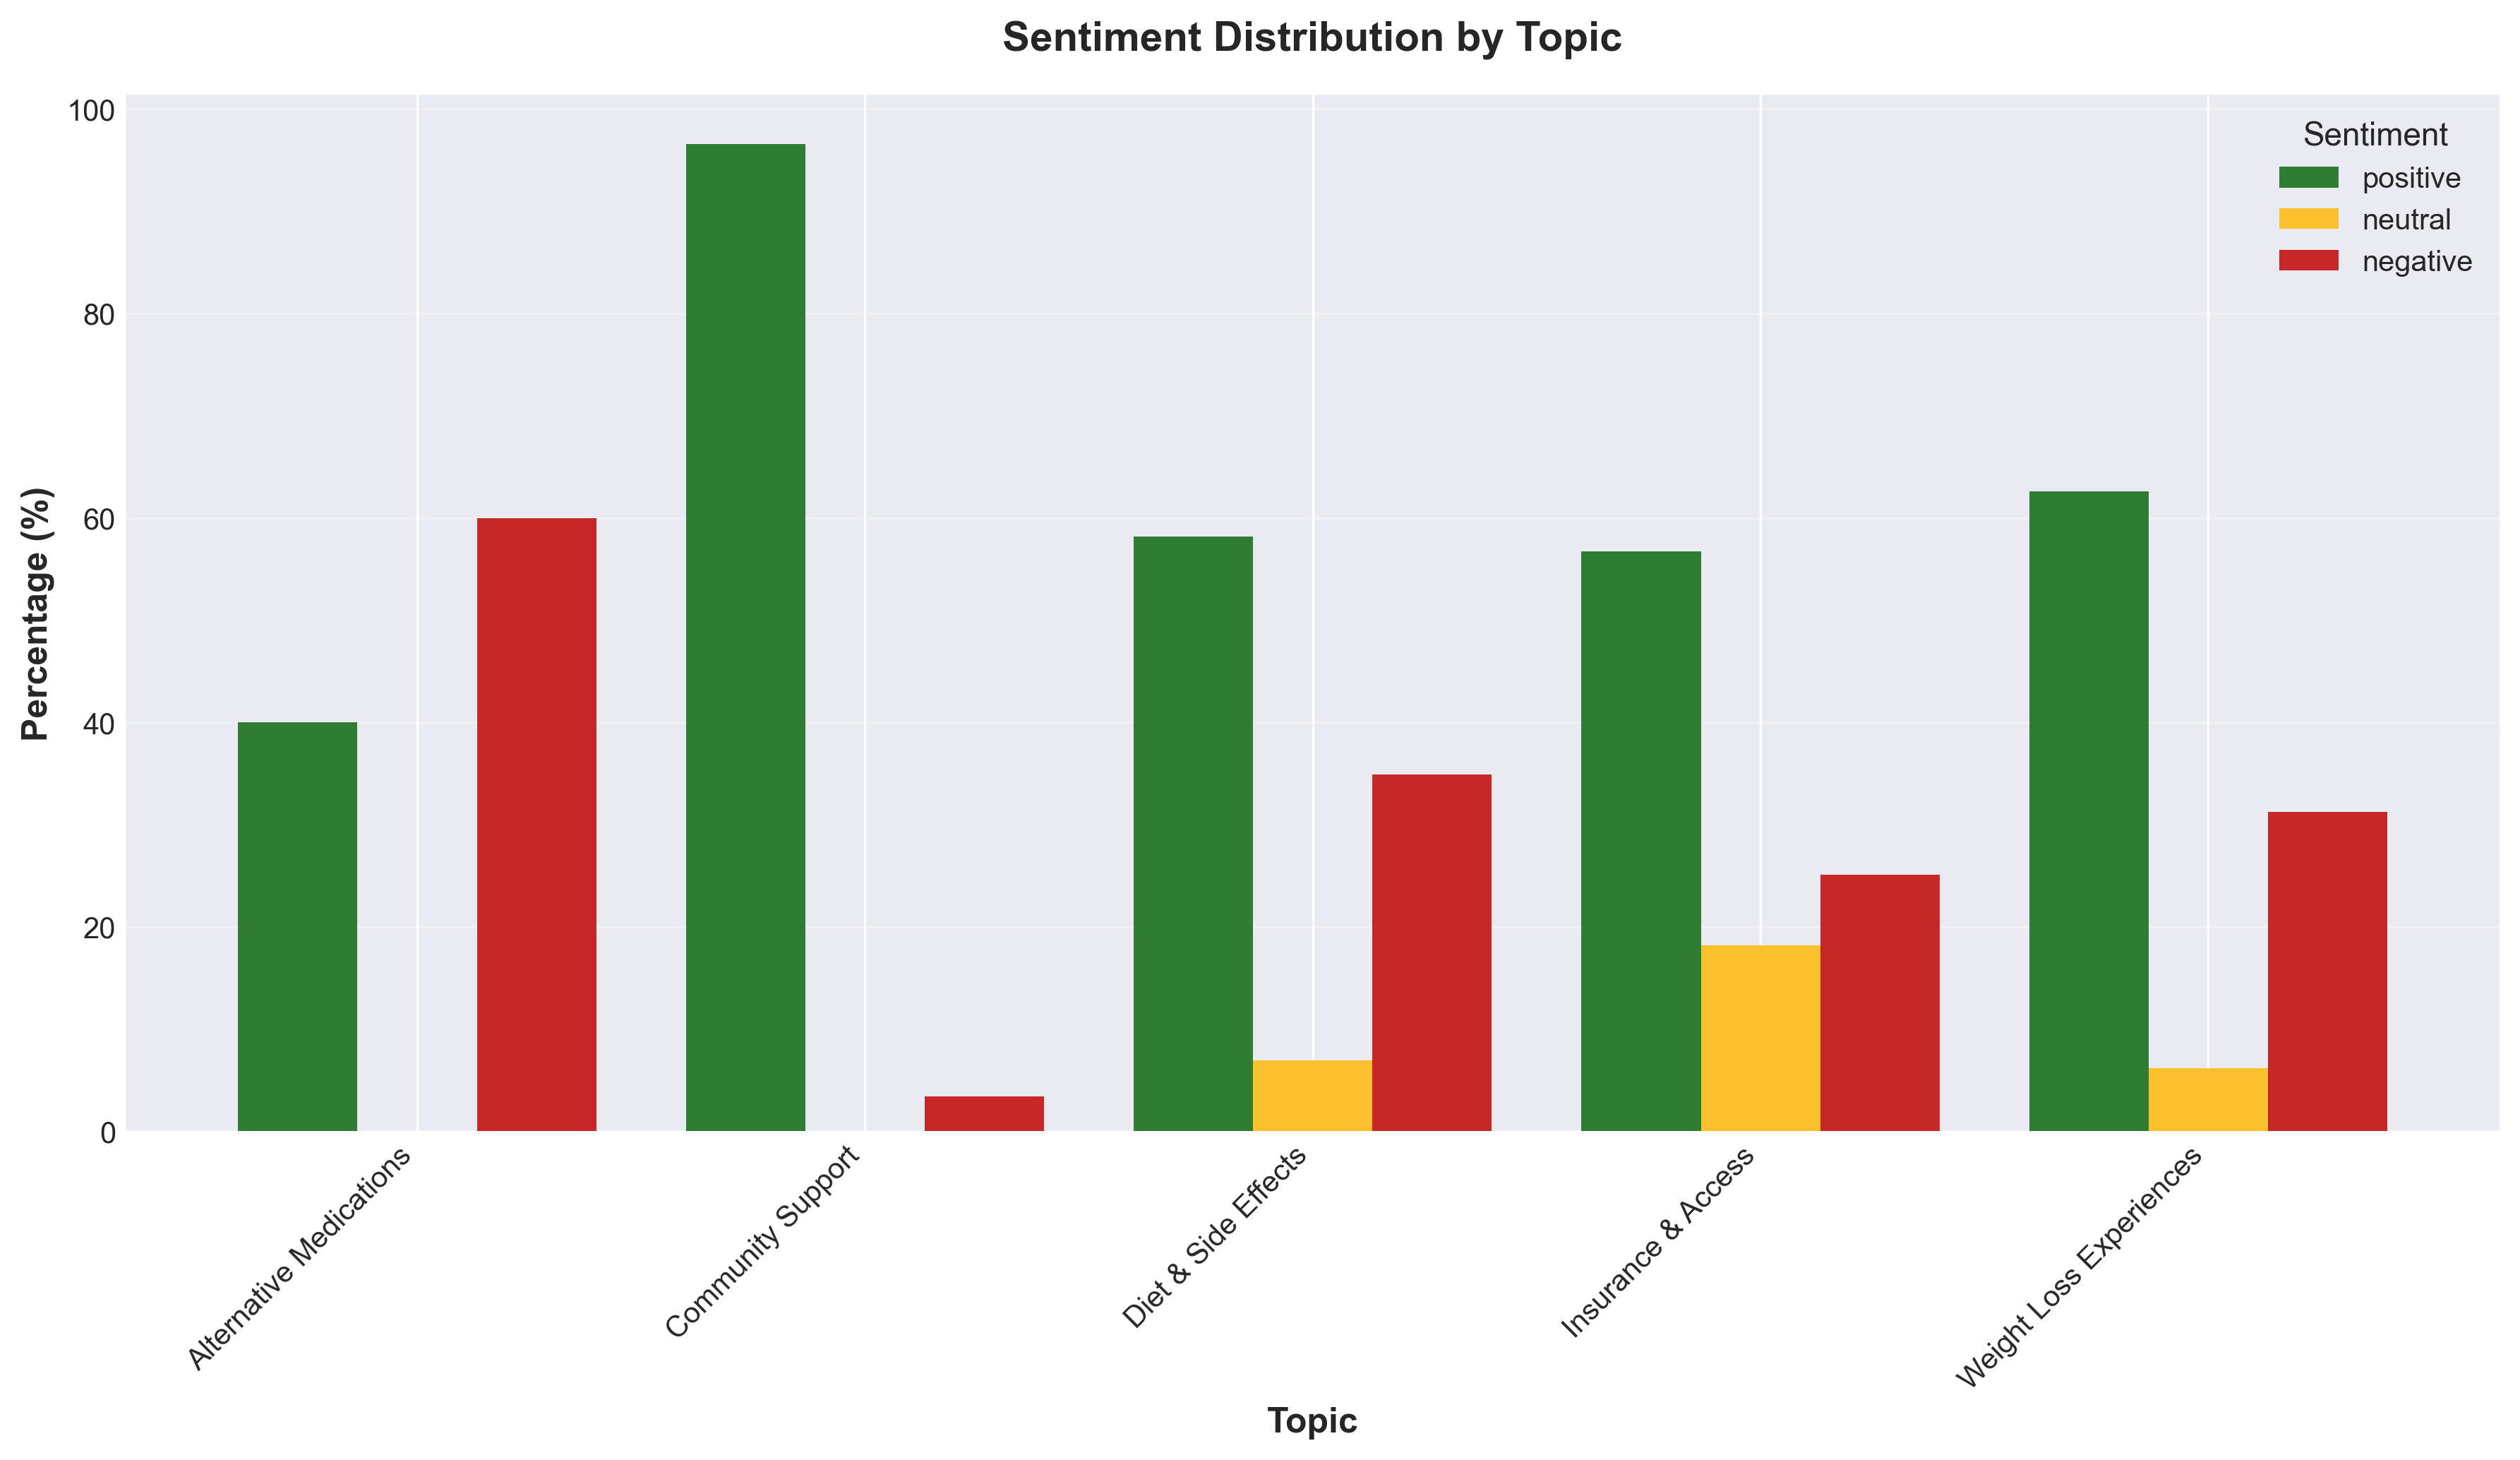 Sentiment Distribution by Topic
Percentage (%)
100
80
60
40
20
0
Sentiment
positive
neutral
negative
Alternative Medications
Community Support
Diet & Side Effects
Insurance & Access
Weight Loss Experiences
Topic